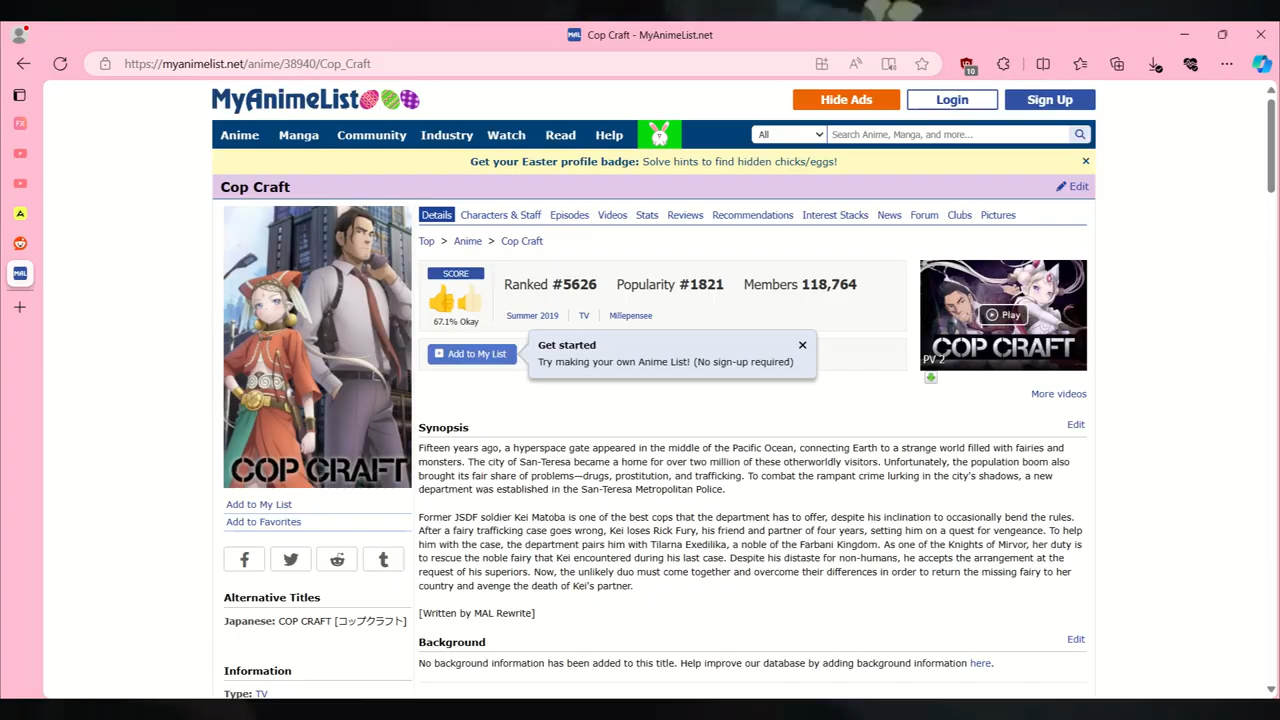 Cop Craft - MyAnimeList.net
https://myanimelist.net/anime/38940/Cop_Craft
10
MyAnimeList
Hide Ads Login Sign Up
Anime Manga Community Industry Watch Read Help
All Search Anime, Manga, and more...
Get your Easter profile badge: Solve hints to find hidden chicks/eggs!
Cop Craft
Edit
Details Characters & Staff Episodes Videos Stats Reviews Recommendations Interest Stacks News Forum Clubs Pictures
Top > Anime > Cop Craft
SCORE
67.1% Okay
Ranked #5626 Popularity #1821 Members 118,764
Summer 2019 TV Millepensee
Play
COP CRAFT
PV 2
Add to My List
Get started
Try making your own Anime List! (No sign-up required)
More videos
COP CRAFT
Synopsis
Edit
Fifteen years ago, a hyperspace gate appeared in the middle of the Pacific Ocean, connecting Earth to a strange world filled with fairies and
monsters. The city of San-Teresa became a home for over two million of these otherworldly visitors. Unfortunately, the population boom also
brought its fair share of problems—drugs, prostitution, and trafficking. To combat the rampant crime lurking in the city's shadows, a new
department was established in the San-Teresa Metropolitan Police.
Former JSDF soldier Kei Matoba is one of the best cops that the department has to offer, despite his inclination to occasionally bend the rules.
After a fairy trafficking case goes wrong, Kei loses Rick Fury, his friend and partner of four years, setting him on a quest for vengeance. To help
him with the case, the department pairs him with Tilarna Exedilika, a noble of the Farbani Kingdom. As one of the Knights of Mirvor, her duty is
to rescue the noble fairy that Kei encountered during his last case. Despite his distaste for non-humans, he accepts the arrangement at the
request of his superiors. Now, the unlikely duo must come together and overcome their differences in order to return the missing fairy to her
country and avenge the death of Kei's partner.
[Written by MAL Rewrite]
Background
Edit
No background information has been added to this title. Help improve our database by adding background information here.
Add to My List
Add to Favorites
Alternative Titles
Japanese: COP CRAFT [コップクラフト]
Information
Type: TV
FX
MAL